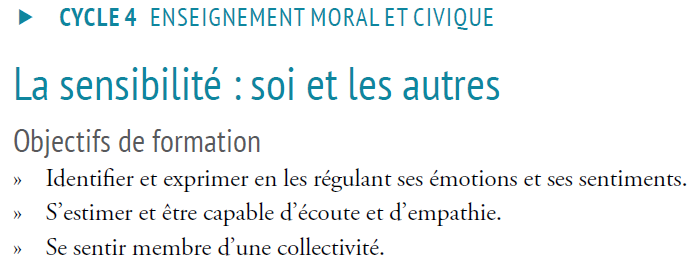 ▶ CYCLE 4 ENSEIGNEMENT MORAL ET CIVIQUE
La sensibilité : soi et les autres
Objectifs de formation
» Identifier et exprimer en les régulant ses émotions et ses sentiments.
» S’estimer et être capable d’écoute et d’empathie.
» Se sentir membre d’une collectivité.